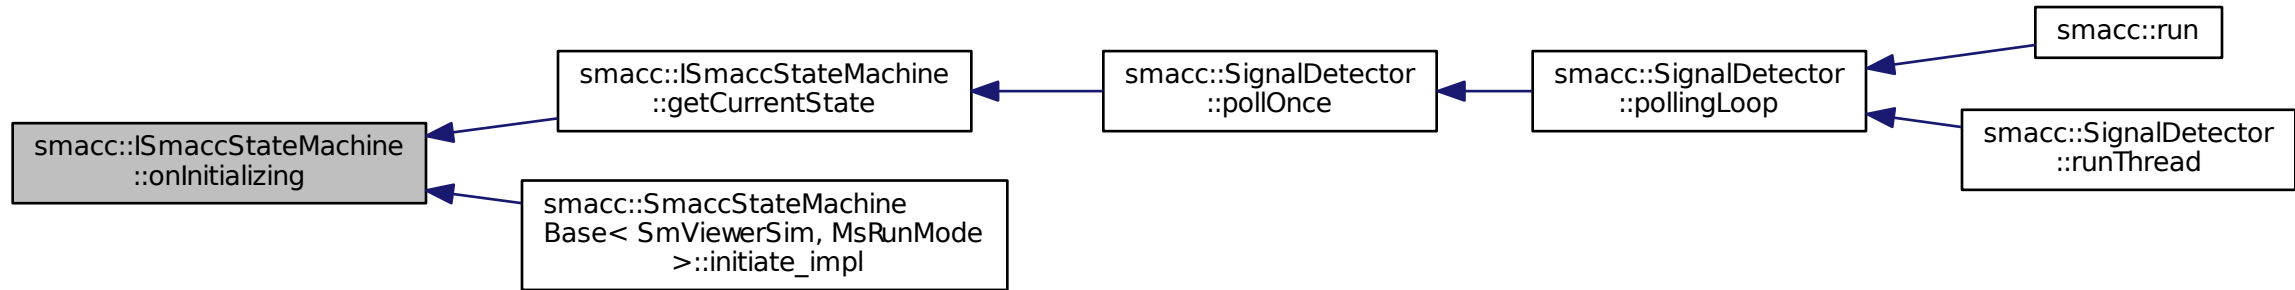 smacc::ISmaccStateMachine
::onInitializing
smacc::ISmaccStateMachine
::getCurrentState
smacc::SmaccStateMachine
Base< SmViewerSim, MsRunMode
>::initiate_impl
smacc::SignalDetector
::pollOnce
smacc::SignalDetector
::pollingLoop
smacc::run
smacc::SignalDetector
::runThread